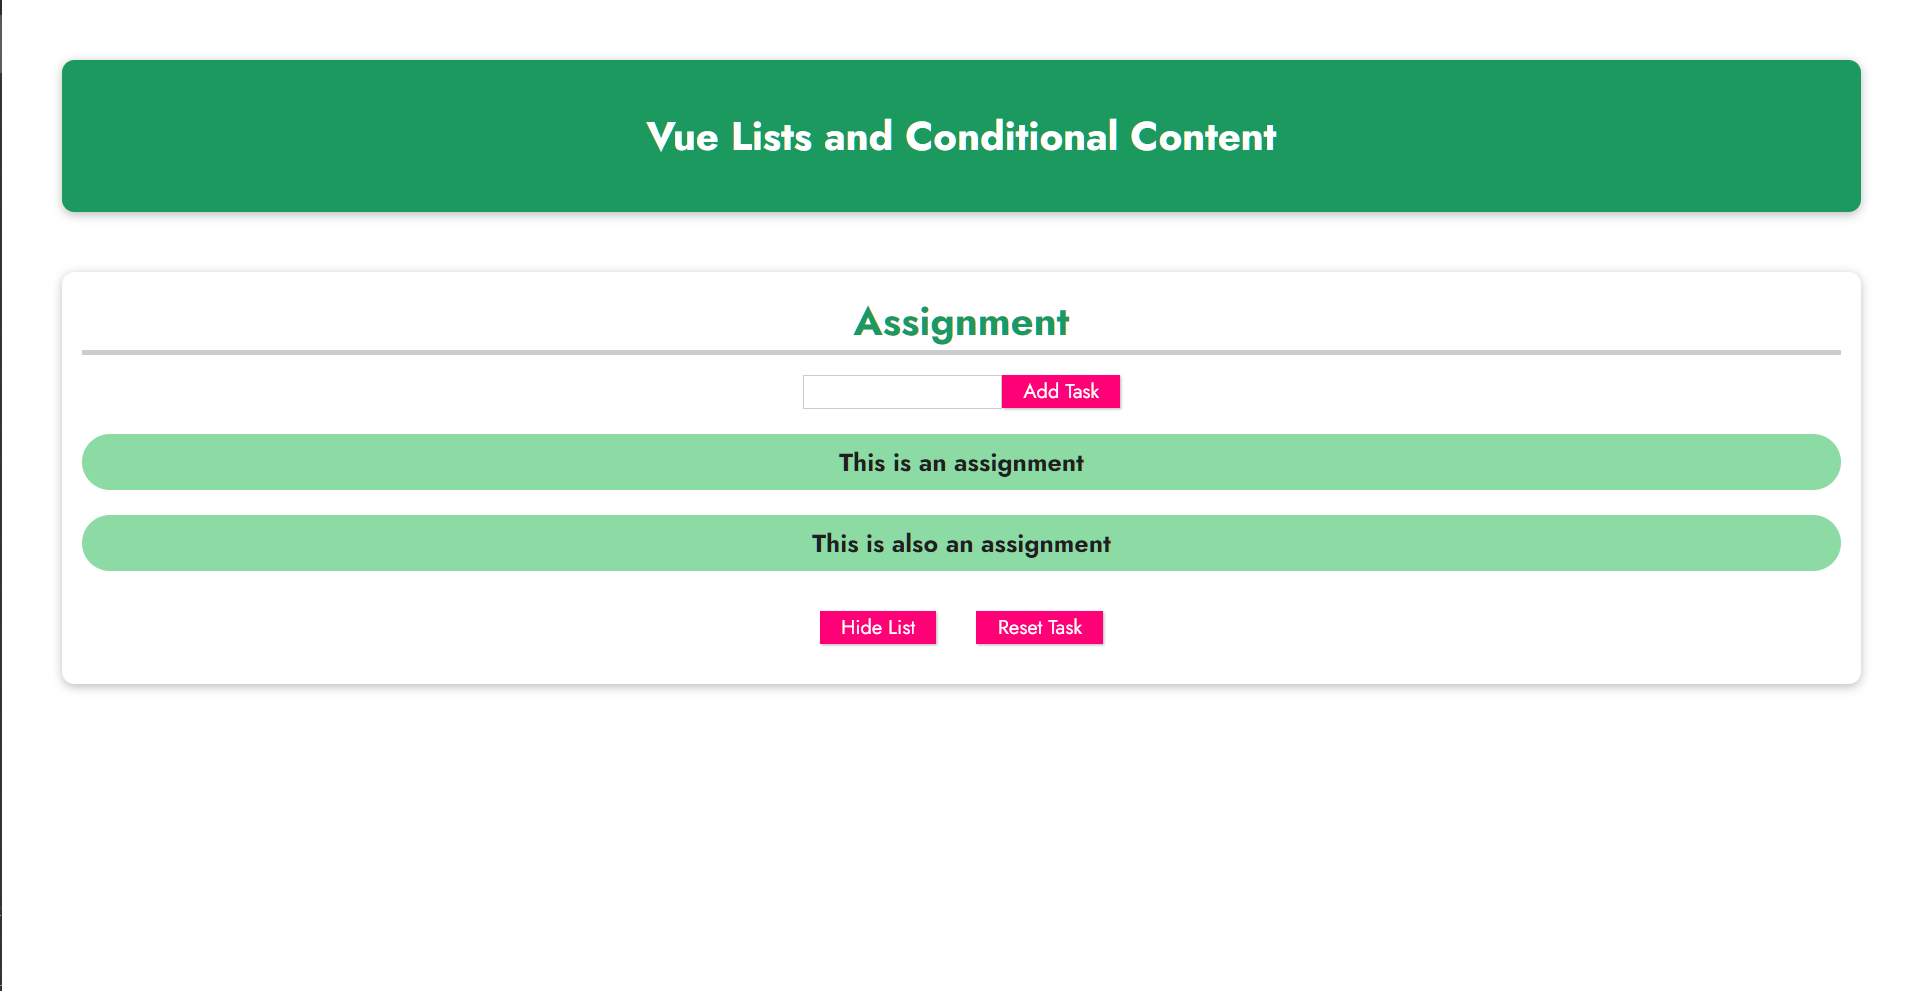 Vue Lists and Conditional Content
Assignment
Add Task
This is an assignment
This is also an assignment
Hide List
Reset Task